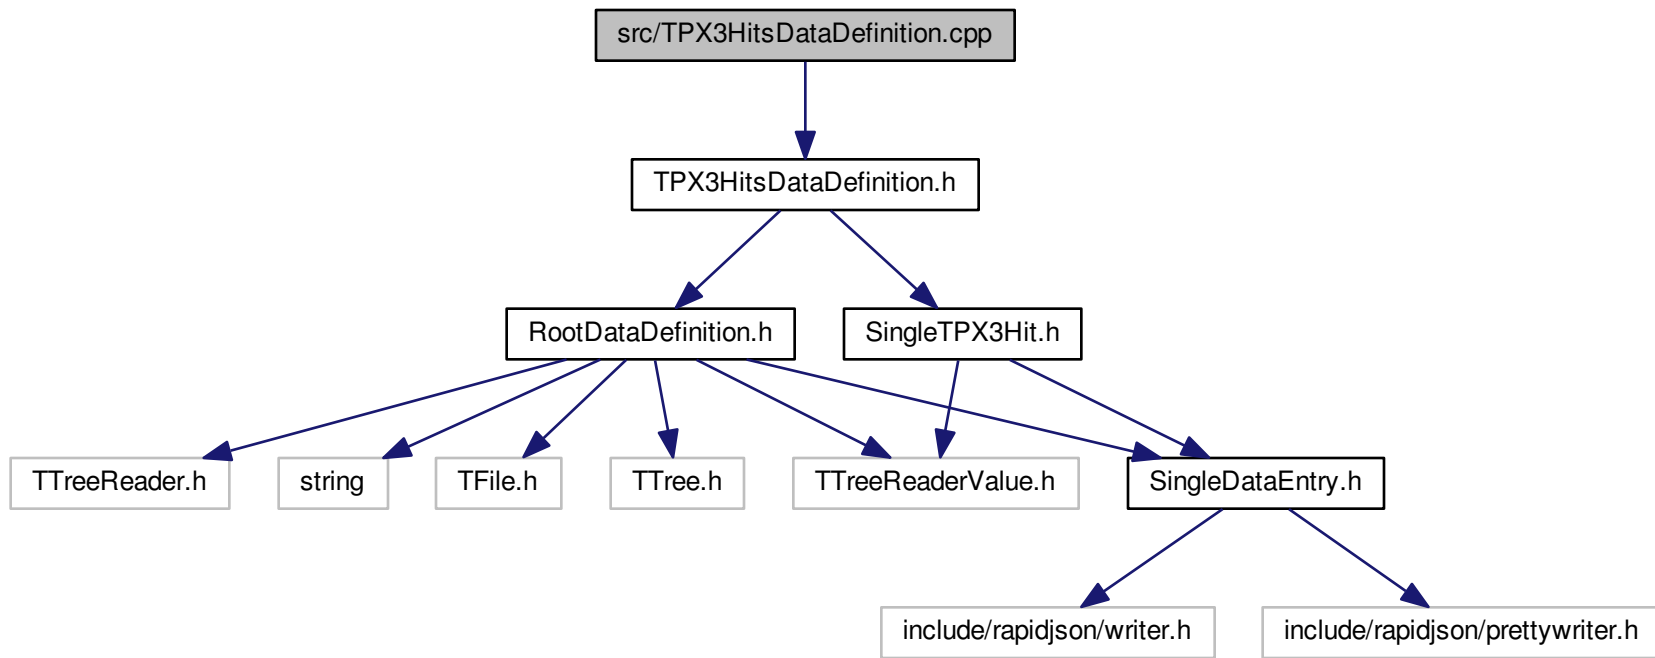 src/TPX3HitsDataDefinition.cpp
TPX3HitsDataDefinition.h
RootDataDefinition.h
SingleTPX3Hit.h
TTreeReader.h
string
TFile.h
TTree.h
TTreeReaderValue.h
SingleDataEntry.h
include/rapidjson/writer.h
include/rapidjson/prettywriter.h